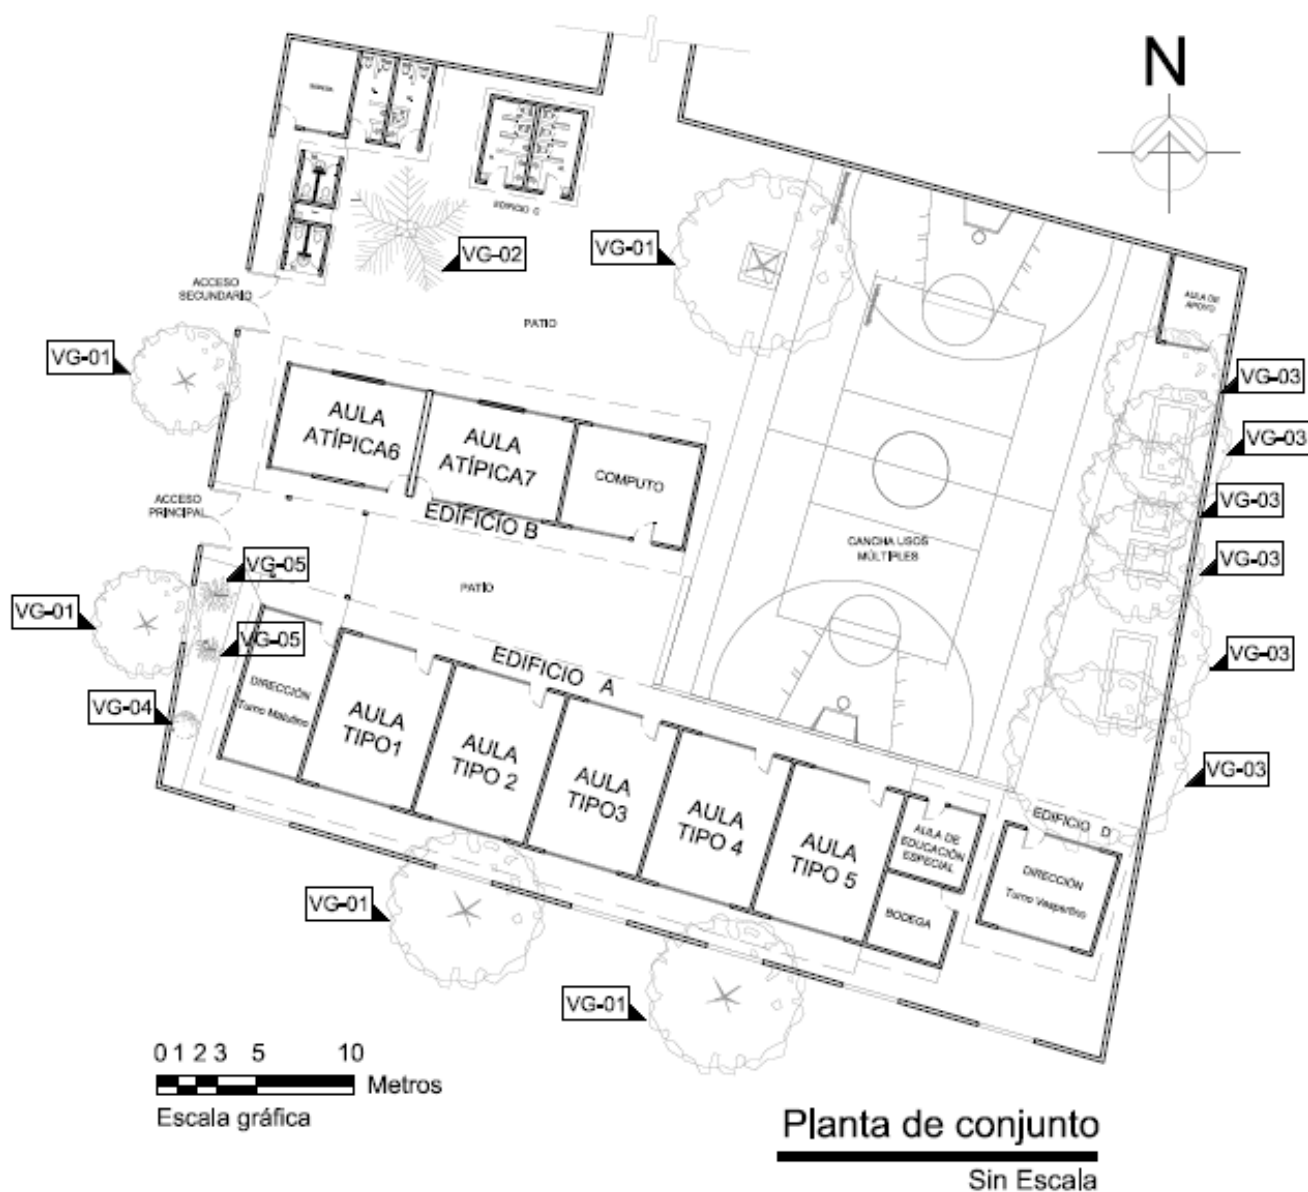 N
EDIFICIO C
VG-01
VG-02
ACCESO
SECUNDARIO
AULA DE
APOYO
PATIO
VG-01
VG-03
AULA
ATÍPICA6
AULA
ATÍPICA7
COMPUTO
VG-03
ACCESO
PRINCIPAL
EDIFICIO B
VG-03
CANCHA USOS
MÚLTIPLES
VG-03
VG-05
PATÍO
VG-01
VG-05
EDIFICIO A
VG-03
DIRECCIÓN
Turno Matutino
VG-04
AULA
TIPO1
AULA
TIPO 2
AULA
TIPO3
AULA
TIPO 4
AULA
TIPO 5
VG-03
EDIFICIO D
AULA DE
EDUCACIÓN
ESPECIAL
DIRECCIÓN
Turno Vespertino
VG-01
BODEGA
VG-01
0 1 2 3 5 10
Metros
Escala gráfica
Planta de conjunto
Sin Escala